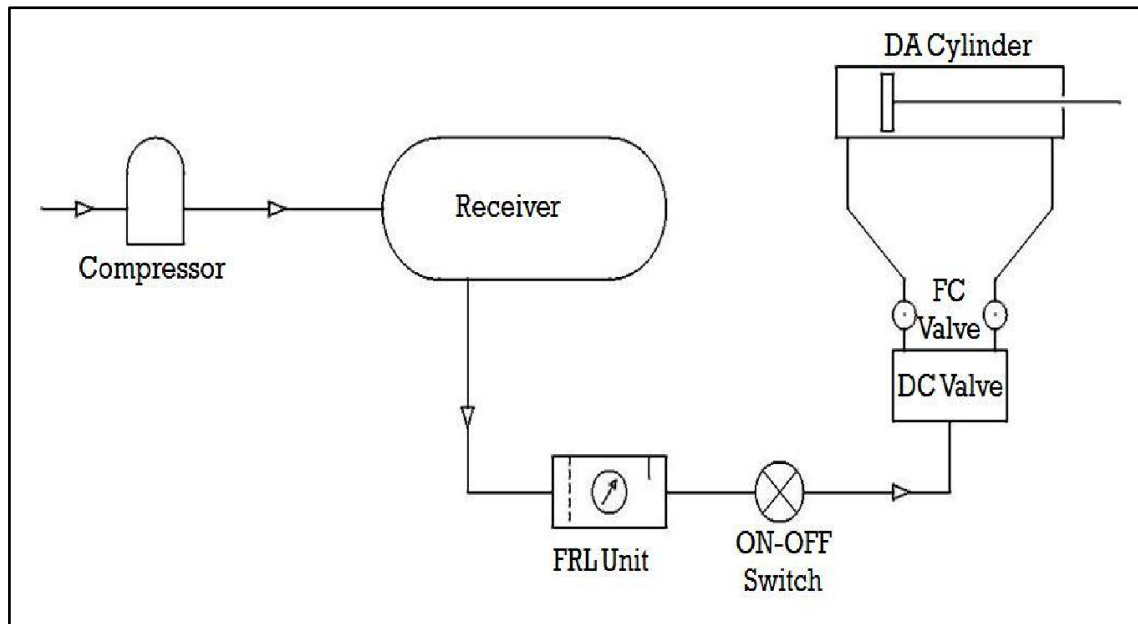 DA Cylinder
Receiver
Compressor
FC
Valve
DC Valve
FRL Unit
ON-OFF
Switch